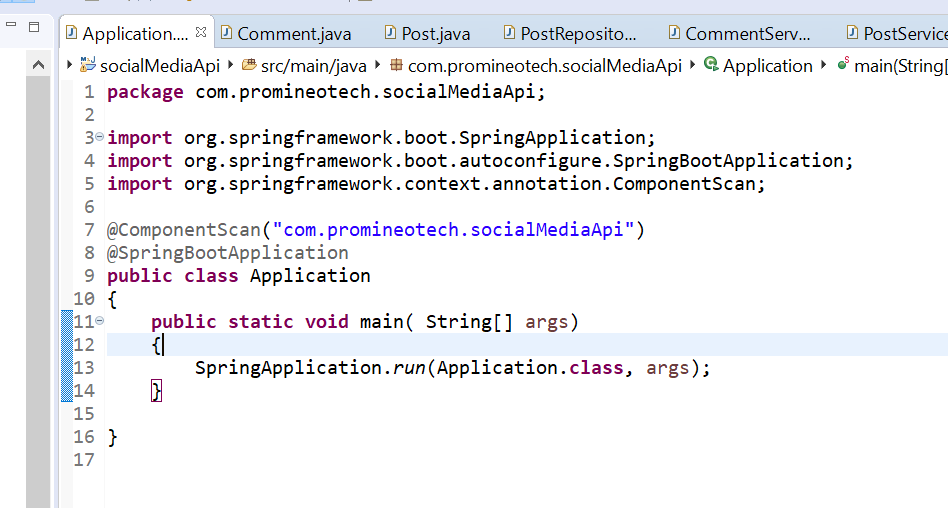 Application.... Comment.java Post.java PostReposito... CommentServ... PostService
socialMediaApi src/main/java com.promineotech.socialMediaApi Application main(String[
1 package com.promineotech.socialMediaApi;
2
3 import org.springframework.boot.SpringApplication;
4 import org.springframework.boot.autoconfigure.SpringBootApplication;
5 import org.springframework.context.annotation.ComponentScan;
6
7 @ComponentScan("com.promineotech.socialMediaApi")
8 @SpringBootApplication
9 public class Application
10 {
11 public static void main( String[] args)
12 {
13 SpringApplication.run(Application.class, args);
14 }
15
16 }
17